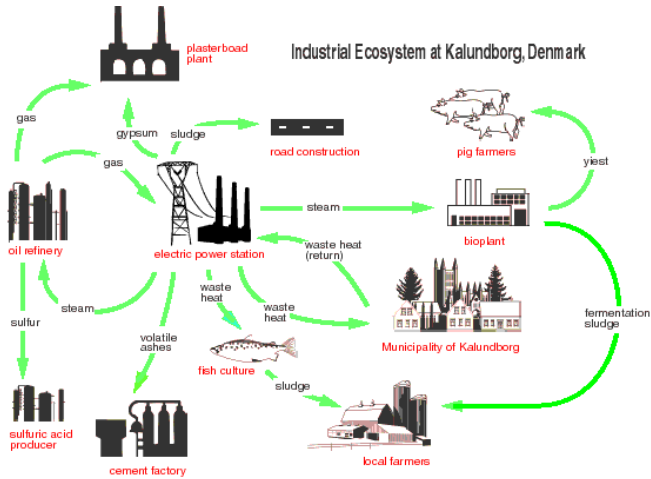 plasterboad
plant
Industrial Ecosystem at Kalundborg, Denmark
gas
gypsum
sludge
road construction
pig farmers
gas
yiest
steam
oil refinery
electric power station
waste heat
(return)
bioplant
steam
waste
heat
waste
heat
fermentation
sludge
sulfur
volatile
ashes
Municipality of Kalundborg
fish culture
sludge
sulfuric acid
producer
cement factory
local farmers